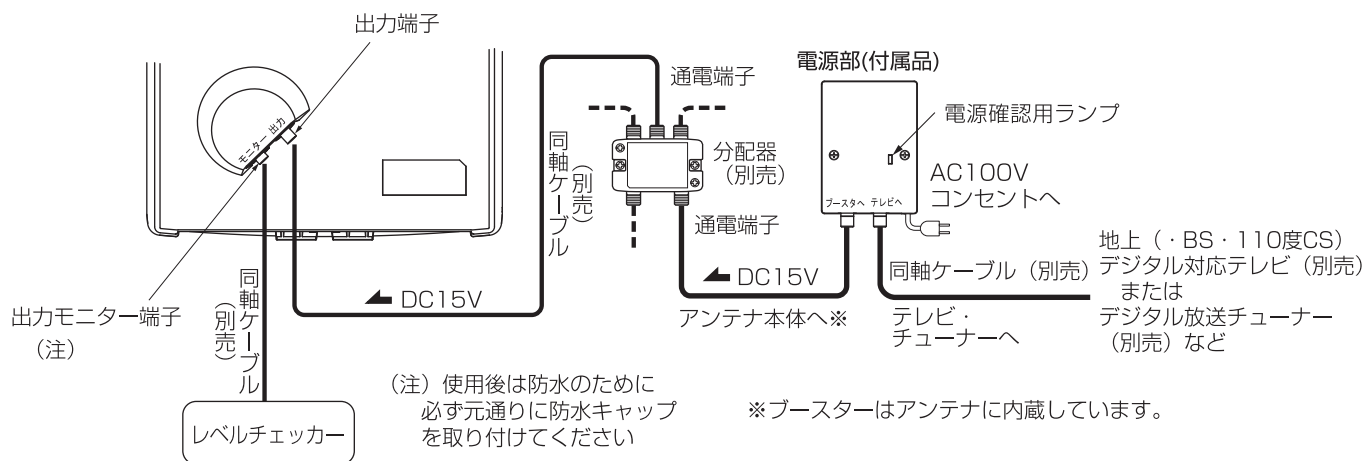 出力端子
モニター
出力
出力モニター端子
(注)
同軸ケーブル
(別売)
レベルチェッカー
DC15V
同軸ケーブル
(別売)
通電端子
分配器
(別売)
通電端子
DC15V
アンテナ本体へ※
電源部(付属品)
電源確認用ランプ
AC100V
コンセントへ
ブースタへ テレビへ
同軸ケーブル(別売)
テレビ・
チューナーへ
地上(・BS・110度CS)
デジタル対応テレビ(別売)
または
デジタル放送チューナー
(別売)など
(注)使用後は防水のために
必ず元通りに防水キャップ
を取り付けてください
※ブースターはアンテナに内蔵しています。